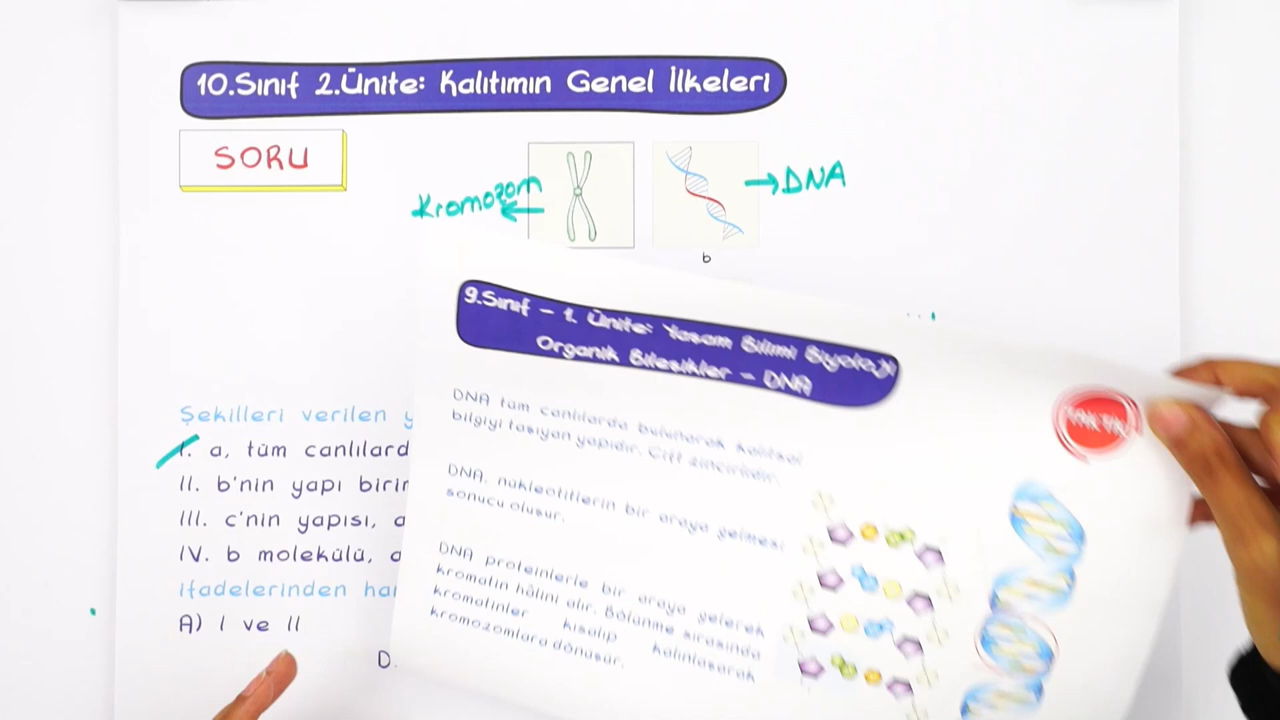 10.Sınıf 2.Ünite: Kalıtımın Genel İlkeleri
SORU
Kromozom
DNA
b
9.Sınıf - 1. Ünite: Yaşam Bilimi Biyoloji
Organik Bileşikler - DNA
DNA tüm canlılarda bulunarak kalıtsal
bilgiyi taşıyan yapıdır. Çift zincirlidir.
DNA, nükleotitlerin bir araya gelmesi
sonucu oluşur.
DNA proteinlerle bir araya gelerek
kromatin hâlini alır. Bölünme sırasında
kromatinler kısalıp kalınlaşarak
kromozomlara dönüşür.
Şekilleri verilen
I. a, tüm canlılard
II. b'nin yapı birir
III. c'nin yapısı,
IV. b molekülü,
ifadelerinden
A) I ve II
D.